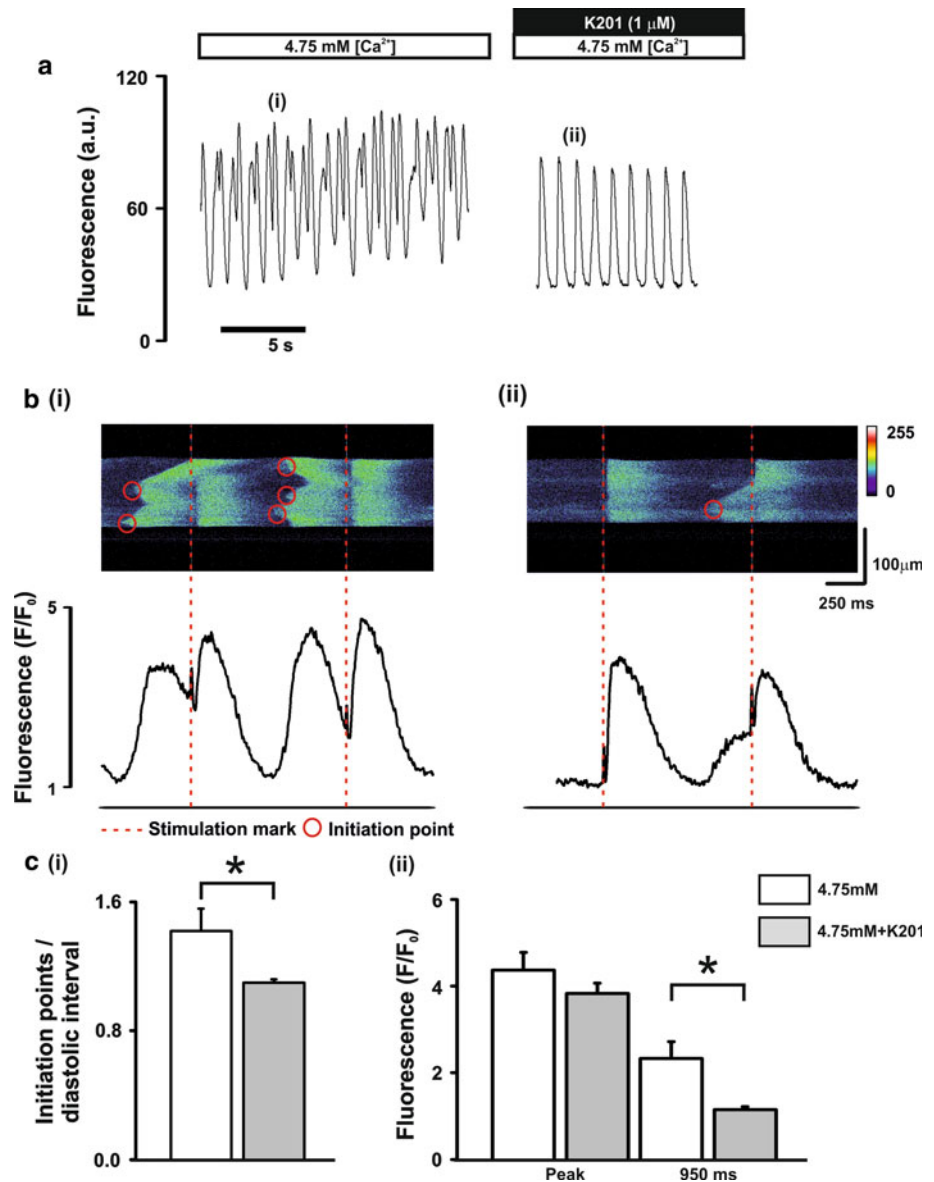 K201 (1 μM)
4.75 mM [Ca²⁺]
4.75 mM [Ca²⁺]
a
120
60
0
Fluorescence (a.u.)
(i)
(ii)
5 s
b (i)
(ii)
255
0
100μm
250 ms
5
1
Fluorescence (F/F₀)
Stimulation mark
Initiation point
c (i)
*
1.6
0.8
0.0
Initiation points /
diastolic interval
(ii)
*
6
4
2
0
Fluorescence (F/F₀)
Peak
950 ms
4.75mM
4.75mM+K201